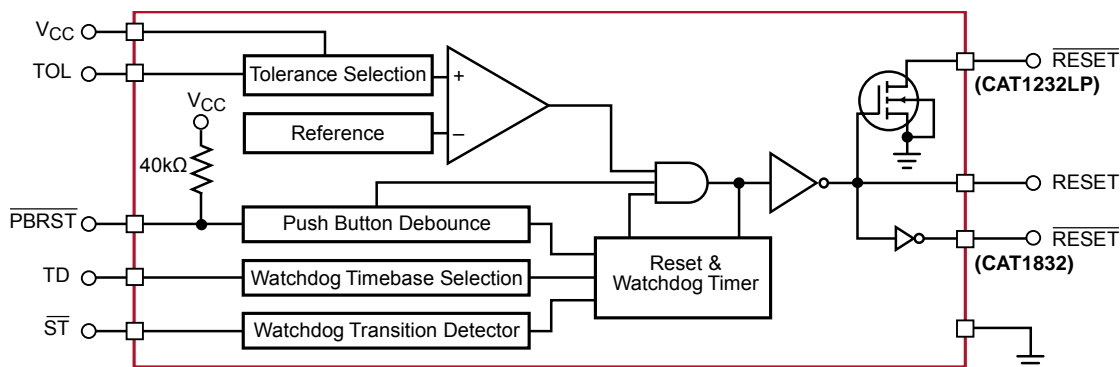 VCC
TOL
Tolerance Selection
+
Reference
−
VCC
40kΩ
PBRST
Push Button Debounce
TD
Watchdog Timebase Selection
ST
Watchdog Transition Detector
Reset &
Watchdog Timer
RESET
(CAT1232LP)
RESET
RESET
(CAT1832)